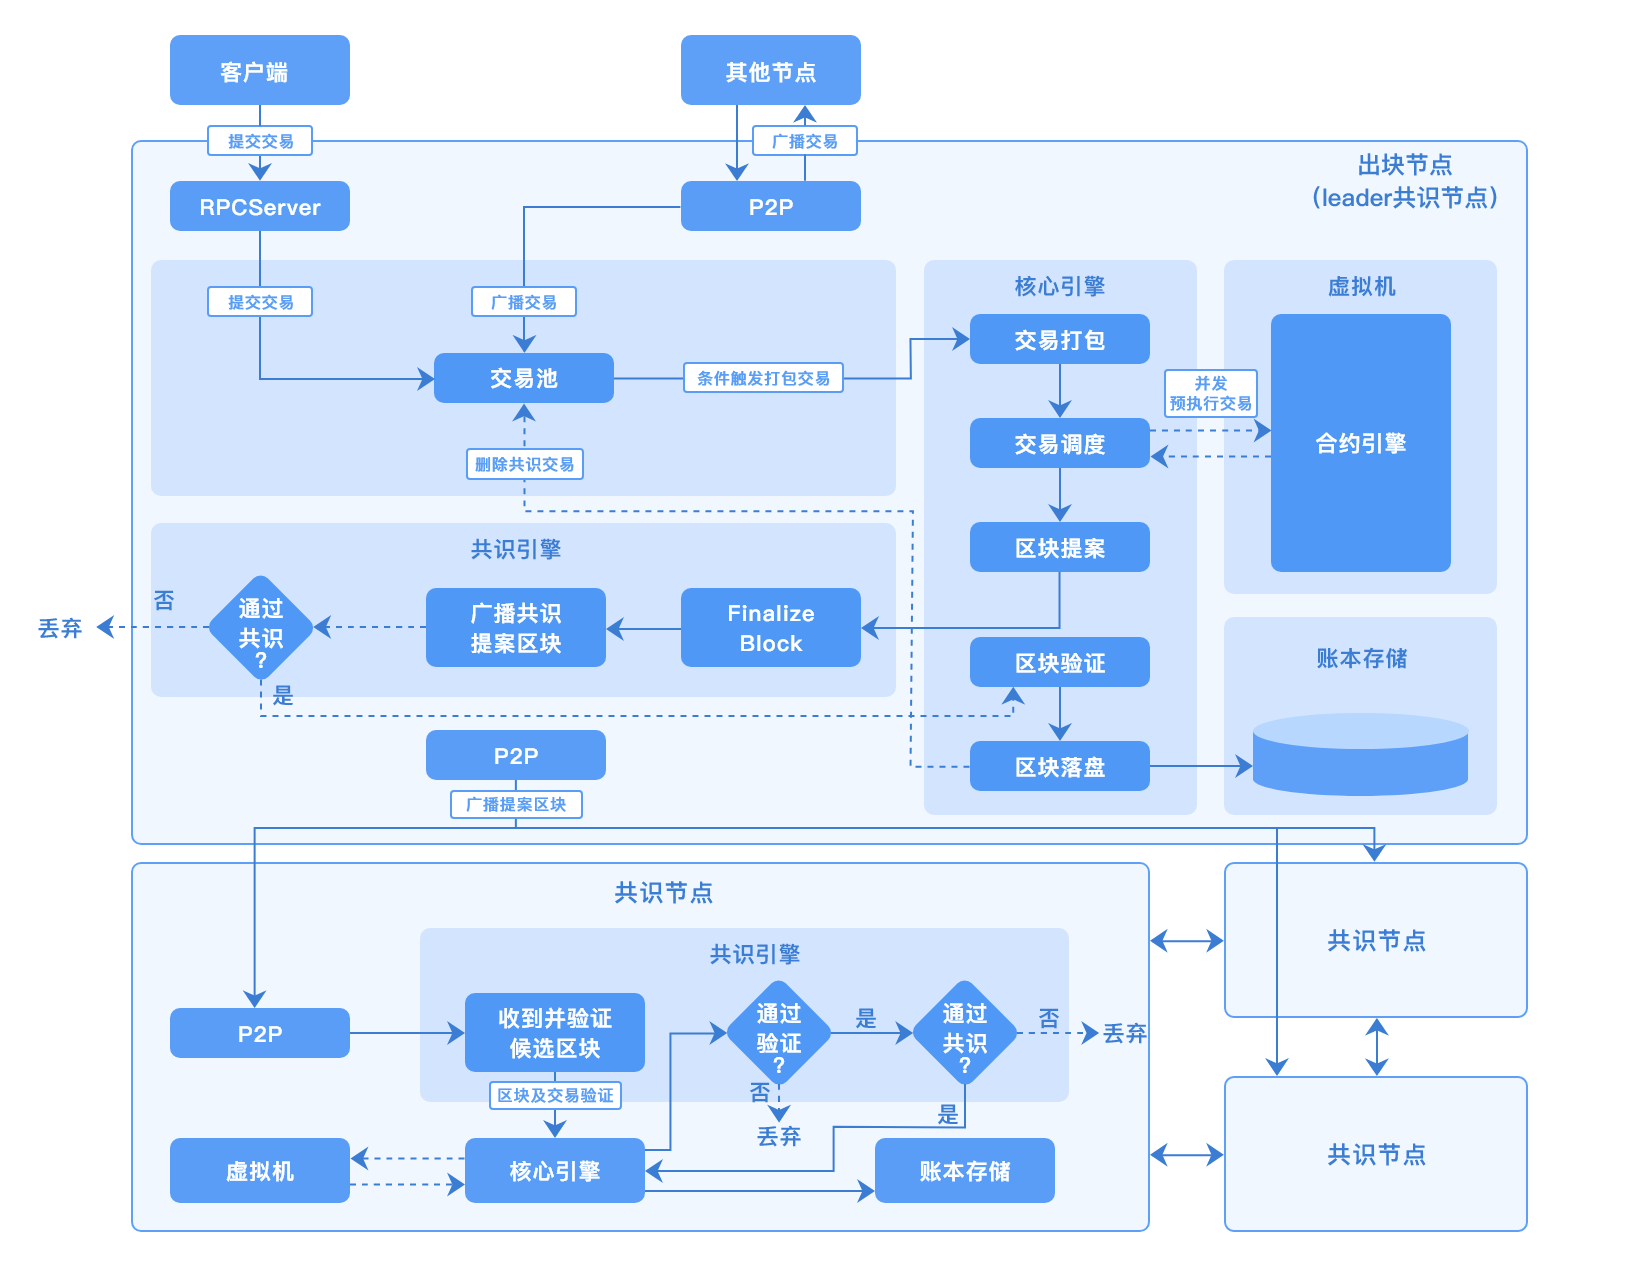 客户端
其他节点
提交交易
广播交易
出块节点
（leader共识节点）
RPCServer
P2P
提交交易
广播交易
交易池
条件触发打包交易
删除共识交易
核心引擎
交易打包
交易调度
区块提案
区块验证
区块落盘
虚拟机
并发
预执行交易
合约引擎
共识引擎
丢弃
否
通过
共识
?
是
广播共识
提案区块
Finalize
Block
账本存储
P2P
广播提案区块
共识节点
共识引擎
P2P
收到并验证
候选区块
区块及交易验证
通过
验证
?
是
通过
共识
?
否
丢弃
否
丢弃
是
虚拟机
核心引擎
账本存储
共识节点
共识节点